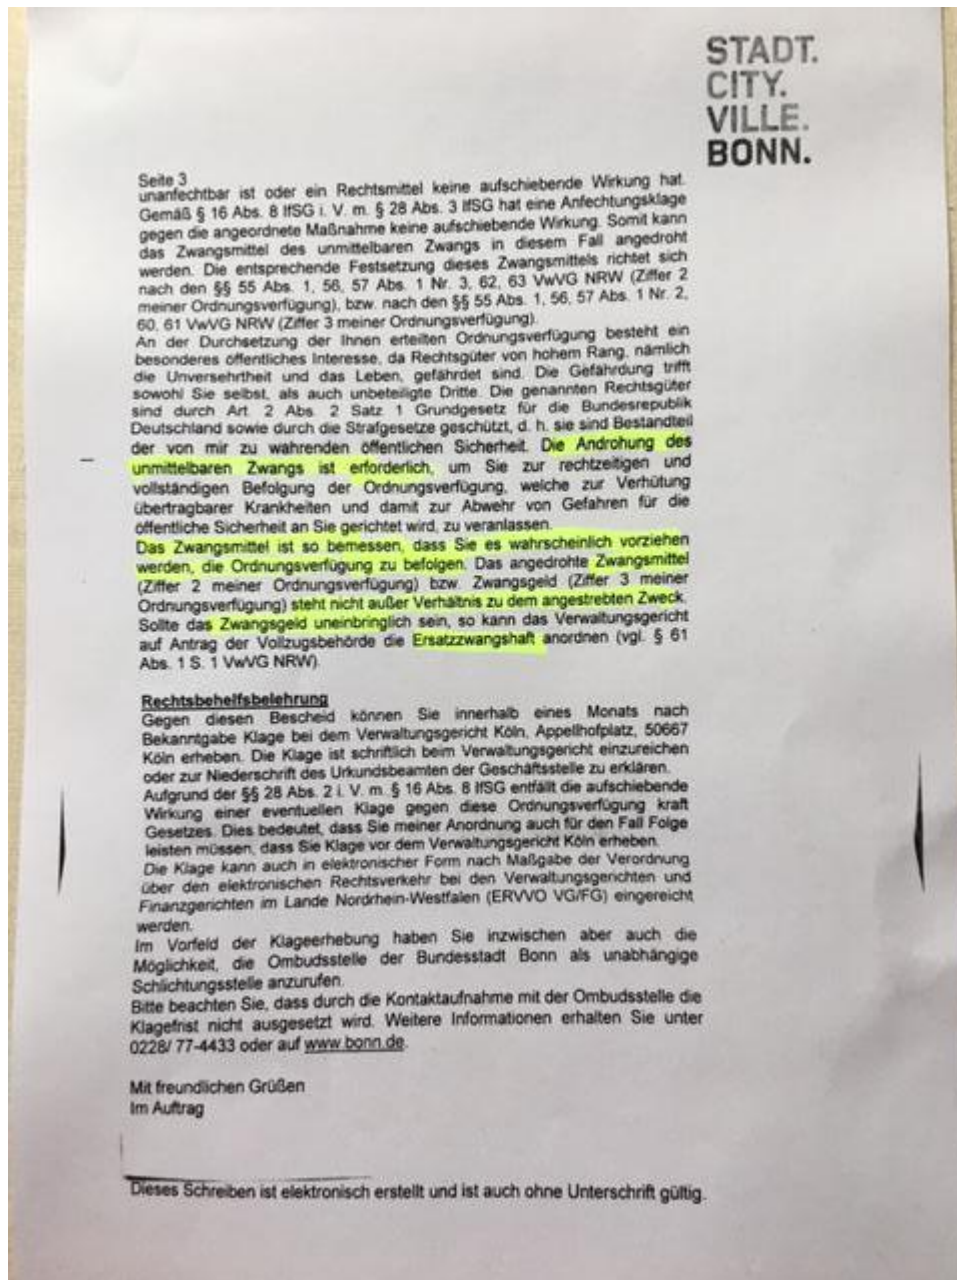 STADT.
CITY.
VILLE.
BONN.
Seite 3
unanfechtbar ist oder ein Rechtsmittel keine aufschiebende Wirkung hat.
Gemäß § 16 Abs. 8 IfSG i. V. m. § 28 Abs. 3 IfSG hat eine Anfechtungsklage
gegen die angeordnete Maßnahme keine aufschiebende Wirkung. Somit kann
das Zwangsmittel des unmittelbaren Zwangs in diesem Fall angedroht
werden. Die entsprechende Festsetzung dieses Zwangsmittels richtet sich
nach den §§ 55 Abs. 1, 56, 57 Abs. 1 Nr. 3, 62, 63 VwVG NRW (Ziffer 2
meiner Ordnungsverfügung), bzw. nach den §§ 55 Abs. 1, 56, 57 Abs. 1 Nr. 2,
60, 61 VwVG NRW (Ziffer 3 meiner Ordnungsverfügung).
An der Durchsetzung der Ihnen erteilten Ordnungsverfügung besteht ein
besonderes öffentliches Interesse, da Rechtsgüter von hohem Rang, nämlich
die Unversehrtheit und das Leben, gefährdet sind. Die Gefährdung trifft
sowohl Sie selbst, als auch unbeteiligte Dritte. Die genannten Rechtsgüter
sind durch Art. 2 Abs. 2 Satz 1 Grundgesetz für die Bundesrepublik
Deutschland sowie durch die Strafgesetze geschützt, d. h. sie sind Bestandteil
der von mir zu wahrenden öffentlichen Sicherheit. Die Androhung des
unmittelbaren Zwangs ist erforderlich, um Sie zur rechtzeitigen und
vollständigen Befolgung der Ordnungsverfügung, welche zur Verhütung
übertragbarer Krankheiten und damit zur Abwehr von Gefahren für die
öffentliche Sicherheit an Sie gerichtet wird, zu veranlassen.
Das Zwangsmittel ist so bemessen, dass Sie es wahrscheinlich vorziehen
werden, die Ordnungsverfügung zu befolgen. Das angedrohte Zwangsmittel
(Ziffer 2 meiner Ordnungsverfügung) bzw. Zwangsgeld (Ziffer 3 meiner
Ordnungsverfügung) steht nicht außer Verhältnis zu dem angestrebten Zweck.
Sollte das Zwangsgeld uneinbringlich sein, so kann das Verwaltungsgericht
auf Antrag der Vollzugsbehörde die Ersatzzwangshaft anordnen (vgl. § 61
Abs. 1 S. 1 VwVG NRW).
Rechtsbehelfsbelehrung
Gegen diesen Bescheid können Sie innerhalb eines Monats nach
Bekanntgabe Klage bei dem Verwaltungsgericht Köln, Appellhofplatz, 50667
Köln erheben. Die Klage ist schriftlich beim Verwaltungsgericht einzureichen
oder zur Niederschrift des Urkundsbeamten der Geschäftsstelle zu erklären.
Aufgrund der §§ 28 Abs. 2 i. V. m. § 16 Abs. 8 IfSG entfällt die aufschiebende
Wirkung einer eventuellen Klage gegen diese Ordnungsverfügung kraft
Gesetzes. Dies bedeutet, dass Sie meiner Anordnung auch für den Fall Folge
leisten müssen, dass Sie Klage vor dem Verwaltungsgericht Köln erheben.
Die Klage kann auch in elektronischer Form nach Maßgabe der Verordnung
über den elektronischen Rechtsverkehr bei den Verwaltungsgerichten und
Finanzgerichten im Lande Nordrhein-Westfalen (ERVVO VG/FG) eingereicht
werden.
Im Vorfeld der Klageerhebung haben Sie inzwischen aber auch die
Möglichkeit, die Ombudsstelle der Bundesstadt Bonn als unabhängige
Schlichtungsstelle anzurufen.
Bitte beachten Sie, dass durch die Kontaktaufnahme mit der Ombudsstelle die
Klagefrist nicht ausgesetzt wird. Weitere Informationen erhalten Sie unter
0228/ 77-4433 oder auf www.bonn.de.
Mit freundlichen Grüßen
Im Auftrag
Dieses Schreiben ist elektronisch erstellt und ist auch ohne Unterschrift gültig.